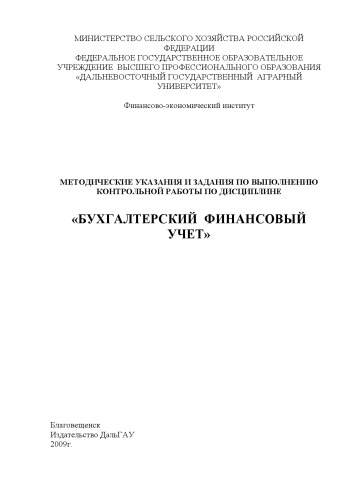 МИНИСТЕРСТВО СЕЛЬСКОГО ХОЗЯЙСТВА РОССИЙСКОЙ
ФЕДЕРАЦИИ
ФЕДЕРАЛЬНОЕ ГОСУДАРСТВЕННОЕ ОБРАЗОВАТЕЛЬНОЕ
УЧРЕЖДЕНИЕ ВЫСШЕГО ПРОФЕССИОНАЛЬНОГО ОБРАЗОВАНИЯ
«ДАЛЬНЕВОСТОЧНЫЙ ГОСУДАРСТВЕННЫЙ АГРАРНЫЙ
УНИВЕРСИТЕТ»
Финансово-экономический институт
МЕТОДИЧЕСКИЕ УКАЗАНИЯ И ЗАДАНИЯ ПО ВЫПОЛНЕНИЮ
КОНТРОЛЬНОЙ РАБОТЫ ПО ДИСЦИПЛИНЕ
«БУХГАЛТЕРСКИЙ ФИНАНСОВЫЙ
УЧЕТ»
Благовещенск
Издательство ДальГАУ
2009г.